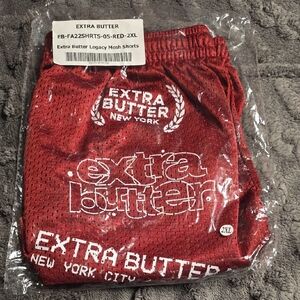 EXTRA BUTTER
#B-FA22SHRTS-05-RED-2XL
Extra Butter Legacy Mesh Shorts
EXTRA
BUTTER
NEW YORK
extra
butter
2XL
EXTRA BUTTER
NEW YORK CITY